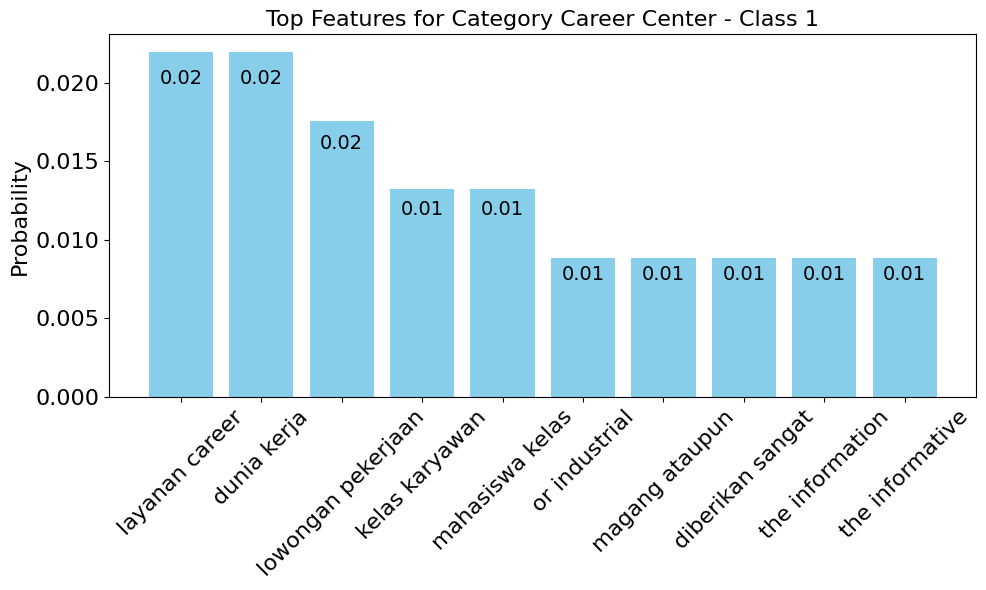 Top Features for Category Career Center - Class 1
Probability
0.020
0.015
0.010
0.005
0.000
0.02
0.02
0.02
0.01
0.01
0.01
0.01
0.01
0.01
0.01
layanan career
dunia kerja
lowongan pekerjaan
kelas karyawan
mahasiswa kelas
or industrial
magang ataupun
diberikan sangat
the information
the informative